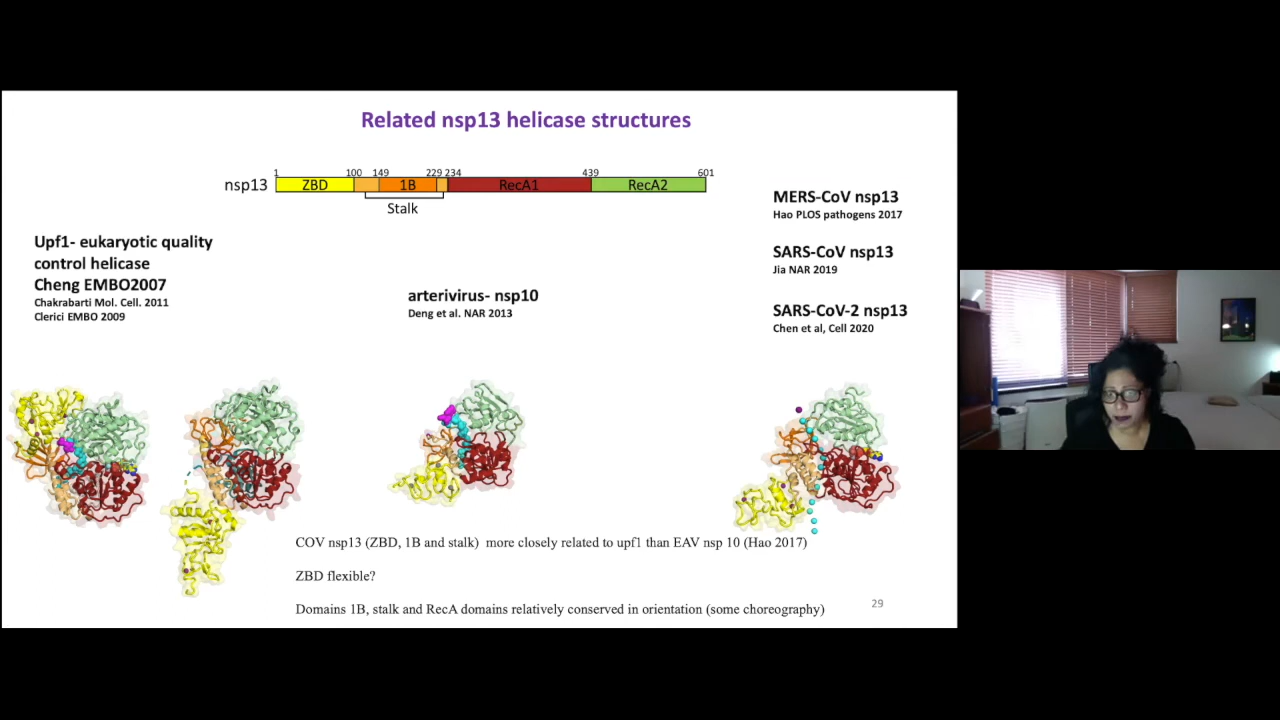 Related nsp13 helicase structures
1 100 149 229 234 439 601
nsp13 ZBD 1B RecA1 RecA2
Stalk
Upf1- eukaryotic quality
control helicase
Cheng EMBO2007
Chakrabarti Mol. Cell. 2011
Clerici EMBO 2009
arterivirus- nsp10
Deng et al. NAR 2013
MERS-CoV nsp13
Hao PLOS pathogens 2017
SARS-CoV nsp13
Jia NAR 2019
SARS-CoV-2 nsp13
Chen et al, Cell 2020
COV nsp13 (ZBD, 1B and stalk) more closely related to upf1 than EAV nsp 10 (Hao 2017)
ZBD flexible?
Domains 1B, stalk and RecA domains relatively conserved in orientation (some choreography)
29